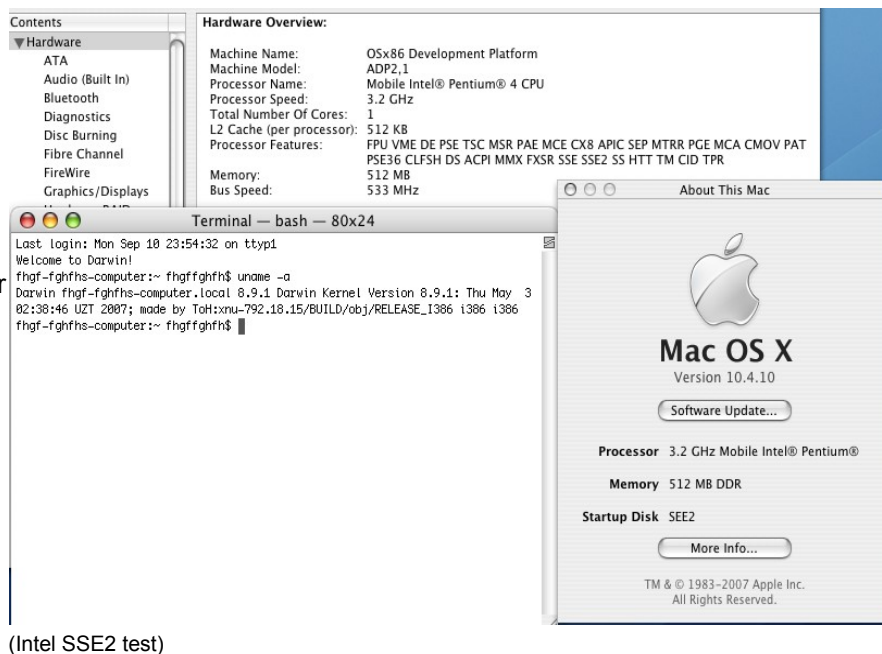 Contents
Hardware
ATA
Audio (Built In)
Bluetooth
Diagnostics
Disc Burning
Fibre Channel
FireWire
Graphics/Displays
Hardware Overview:
Machine Name: OSx86 Development Platform
Machine Model: ADP2,1
Processor Name: Mobile Intel® Pentium® 4 CPU
Processor Speed: 3.2 GHz
Total Number Of Cores: 1
L2 Cache (per processor): 512 KB
Processor Features: FPU VME DE PSE TSC MSR PAE MCE CX8 APIC SEP MTRR PGE MCA CMOV PAT
PSE36 CLFSH DS ACPI MMX FXSR SSE SSE2 SS HTT TM CID TPR
Memory: 512 MB
Bus Speed: 533 MHz
Terminal — bash — 80x24
Last login: Mon Sep 10 23:54:32 on ttyp1
Welcome to Darwin!
fhgf-fghfhs-computer:~ fhgffghfh$ uname -a
Darwin fhgf-fghfhs-computer.local 8.9.1 Darwin Kernel Version 8.9.1: Thu May 3
02:38:46 UZT 2007; made by ToH:xnu-792.18.15/BUILD/obj/RELEASE_I386 i386 i386
fhgf-fghfhs-computer:~ fhgffghfh$
r
About This Mac
Mac OS X
Version 10.4.10
Software Update...
Processor 3.2 GHz Mobile Intel® Pentium®
Memory 512 MB DDR
Startup Disk SEE2
More Info...
TM & © 1983-2007 Apple Inc.
All Rights Reserved.
(Intel SSE2 test)